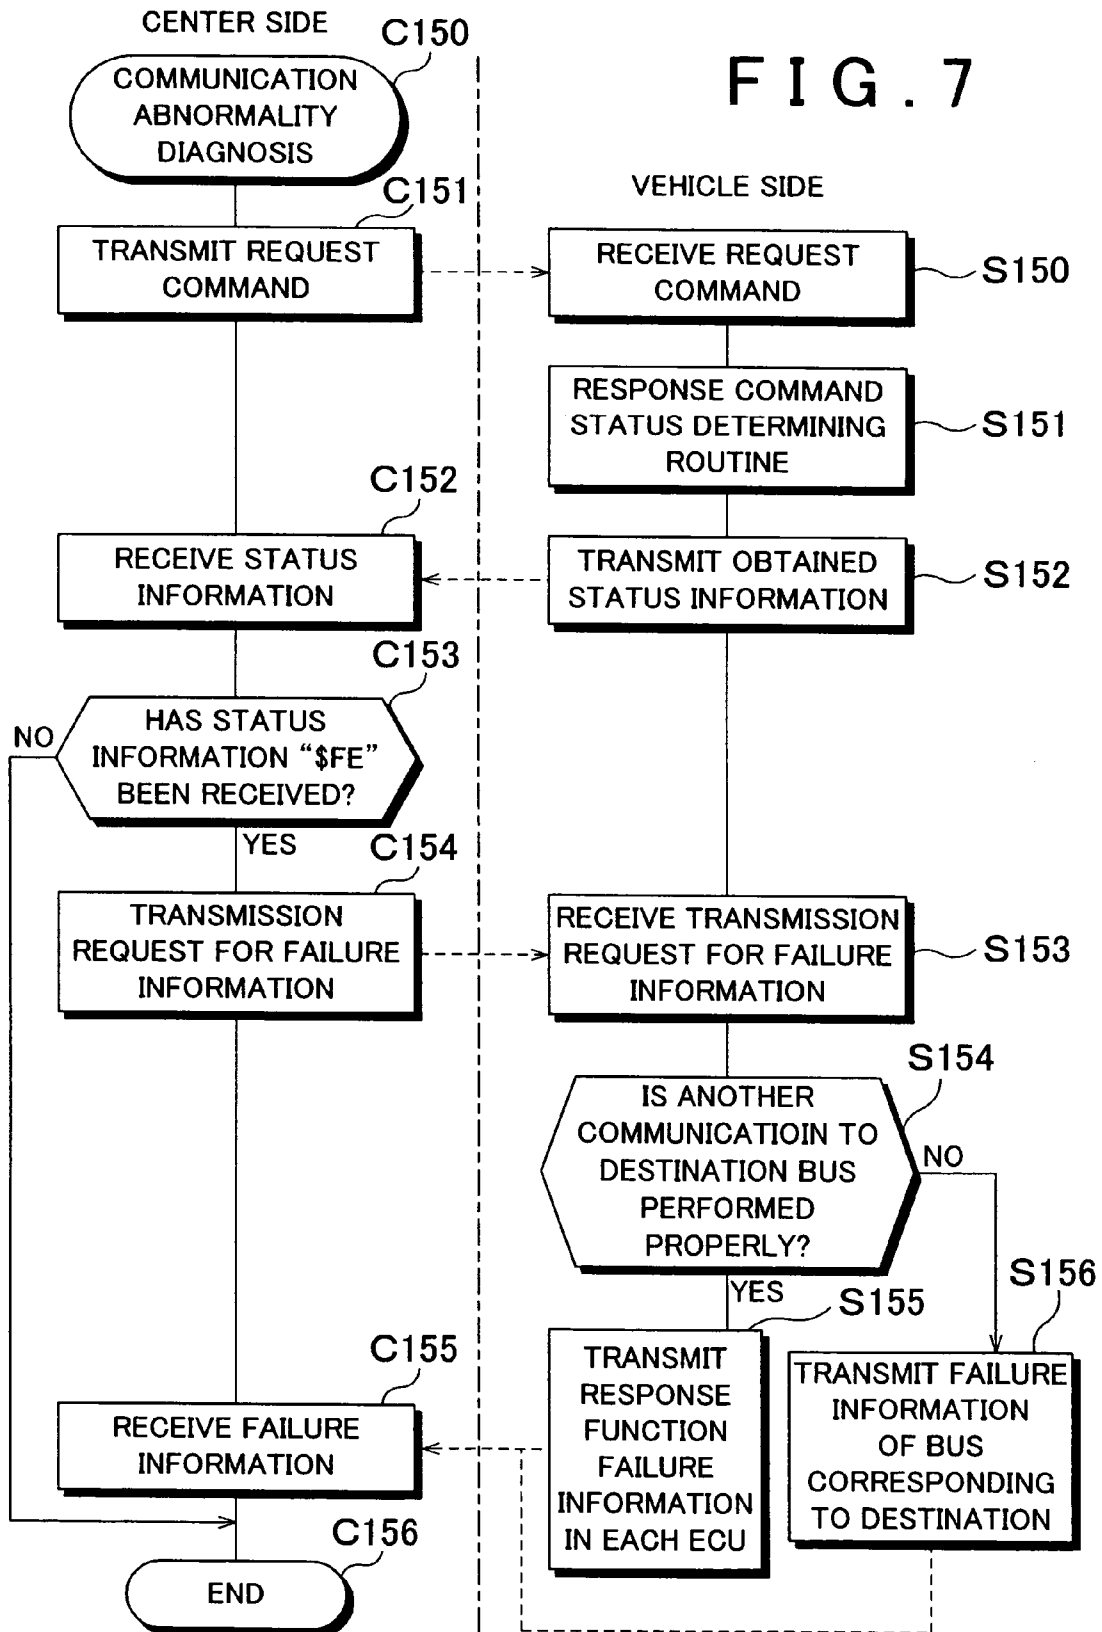 CENTER SIDE
C150
COMMUNICATION
ABNORMALITY
DIAGNOSIS
FIG. 7
VEHICLE SIDE
C151
TRANSMIT REQUEST
COMMAND
RECEIVE REQUEST
COMMAND
S150
RESPONSE COMMAND
STATUS DETERMINING
ROUTINE
S151
C152
RECEIVE STATUS
INFORMATION
TRANSMIT OBTAINED
STATUS INFORMATION
S152
C153
NO
HAS STATUS
INFORMATION “$FE”
BEEN RECEIVED?
YES
C154
TRANSMISSION
REQUEST FOR FAILURE
INFORMATION
RECEIVE TRANSMISSION
REQUEST FOR FAILURE
INFORMATION
S153
S154
IS ANOTHER
COMMUNICATIOIN TO
DESTINATION BUS
PERFORMED
PROPERLY?
NO
YES
S155
S156
TRANSMIT
RESPONSE
FUNCTION
FAILURE
INFORMATION
IN EACH ECU
TRANSMIT FAILURE
INFORMATION
OF BUS
CORRESPONDING
TO DESTINATION
C155
RECEIVE FAILURE
INFORMATION
C156
END